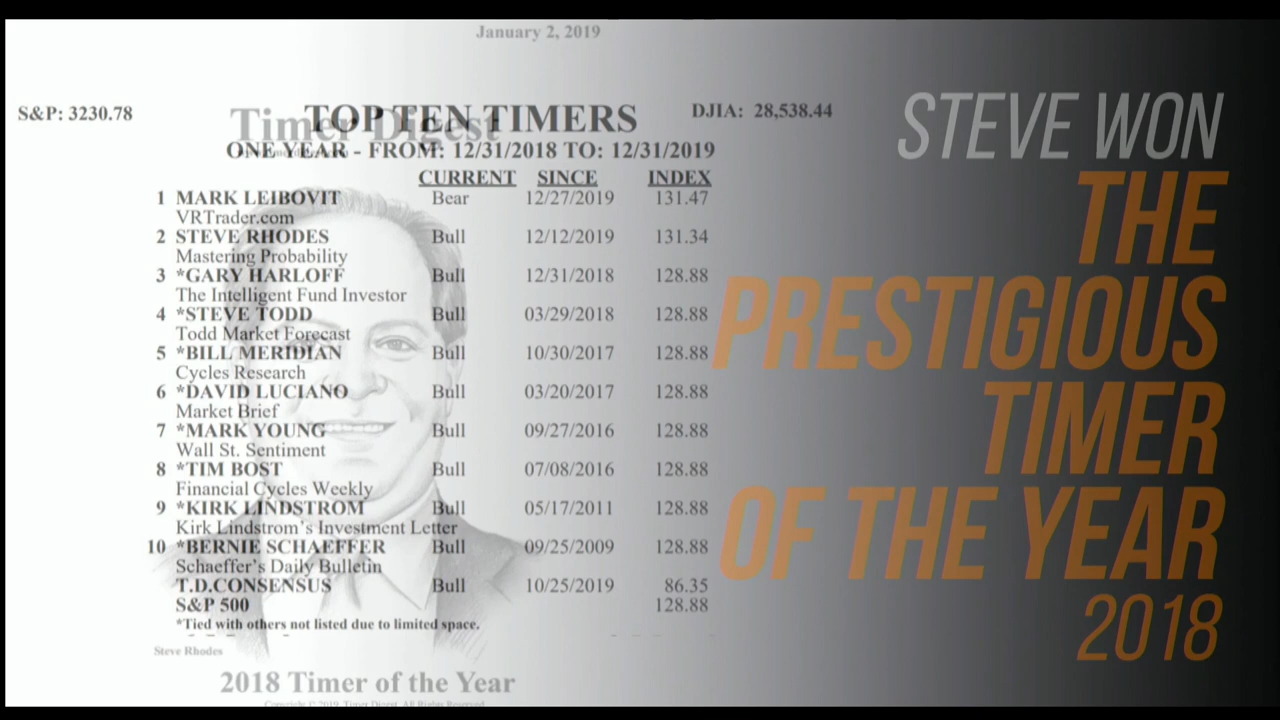 January 2, 2019
S&P: 3230.78
Timer Digest
TOP TEN TIMERS
DJIA: 28,538.44
ONE YEAR - FROM: 12/31/2018 TO: 12/31/2019
CURRENT SINCE INDEX
1 MARK LEIBOVIT Bear 12/27/2019 131.47
VRTrader.com
2 STEVE RHODES Bull 12/12/2019 131.34
Mastering Probability
3 *GARY HARLOFF Bull 12/31/2018 128.88
The Intelligent Fund Investor
4 *STEVE TODD Bull 03/29/2018 128.88
Todd Market Forecast
5 *BILL MERIDIAN Bull 10/30/2017 128.88
Cycles Research
6 *DAVID LUCIANO Bull 03/20/2017 128.88
Market Brief
7 *MARK YOUNG Bull 09/27/2016 128.88
Wall St. Sentiment
8 *TIM BOST Bull 07/08/2016 128.88
Financial Cycles Weekly
9 *KIRK LINDSTROM Bull 05/17/2011 128.88
Kirk Lindstrom's Investment Letter
10 *BERNIE SCHAEFFER Bull 09/25/2009 128.88
Schaeffer's Daily Bulletin
T.D.CONSENSUS Bull 10/25/2019 86.35
S&P 500 128.88
*Tied with others not listed due to limited space.
Steve Rhodes
2018 Timer of the Year
Copyright © 2019, Timer Digest, All Rights Reserved
STEVE WON
THE
PRESTIGIOUS
TIMER
OF THE YEAR
2018